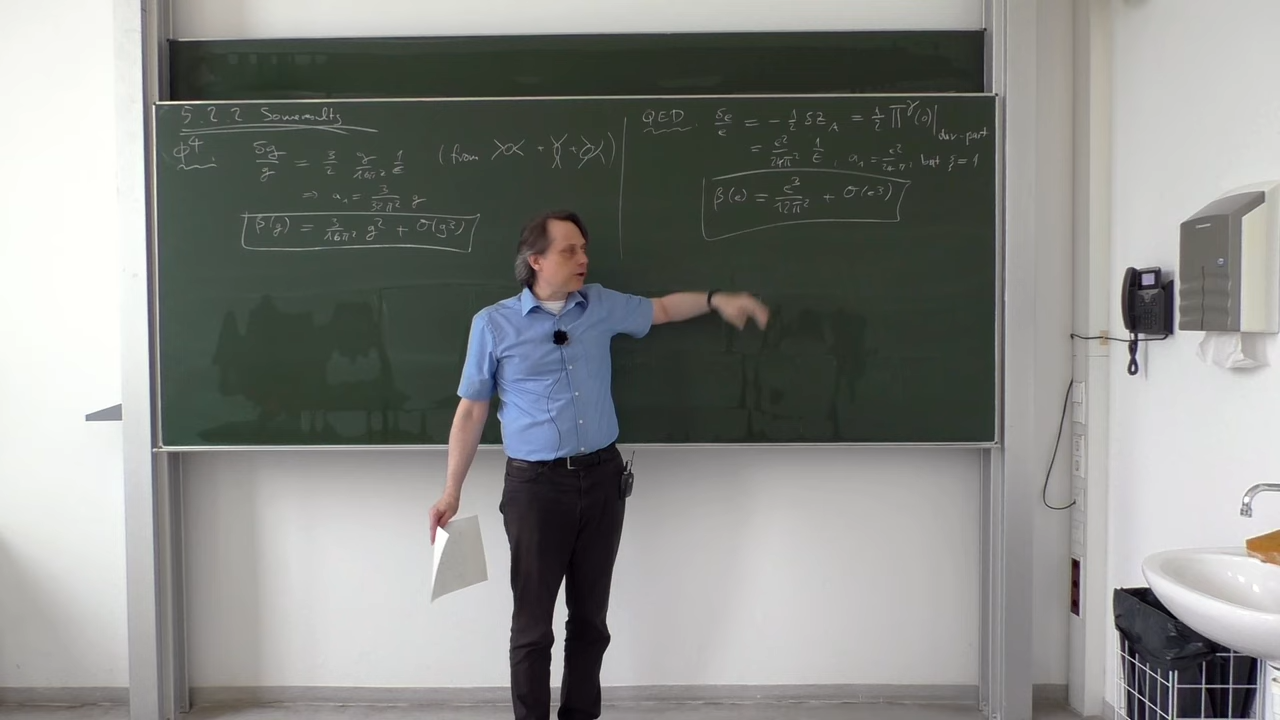 5.2.2 Some results
ϕ⁴. δg/g = 3/2 g/16π² 1/ε (from + + )
⇒ a₁ = 3/32π² g
β(g) = 3/16π² g² + O(g³)
QED. δe/e = -1/2 δZ_A = 1/2 Π^γ(0)|div-part
= e²/24π² 1/ε, a₁ = e²/24π² but ξ = 1
β(e) = e³/12π² + O(e³)